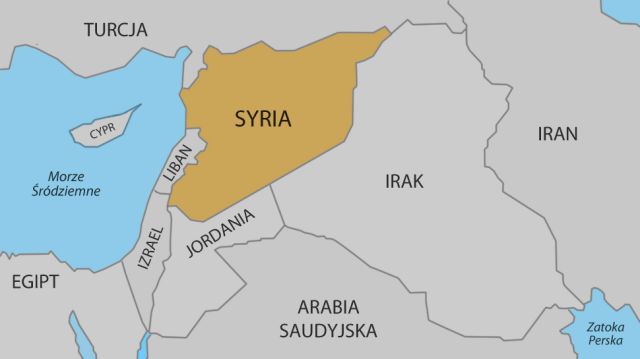 TURCJA
SYRIA
CYPR
IRAN
LIBAN
Morze
Śródziemne
IRAK
JORDANIA
IZRAEL
EGIPT
ARABIA
SAUDYJSKA
Zatoka
Perska